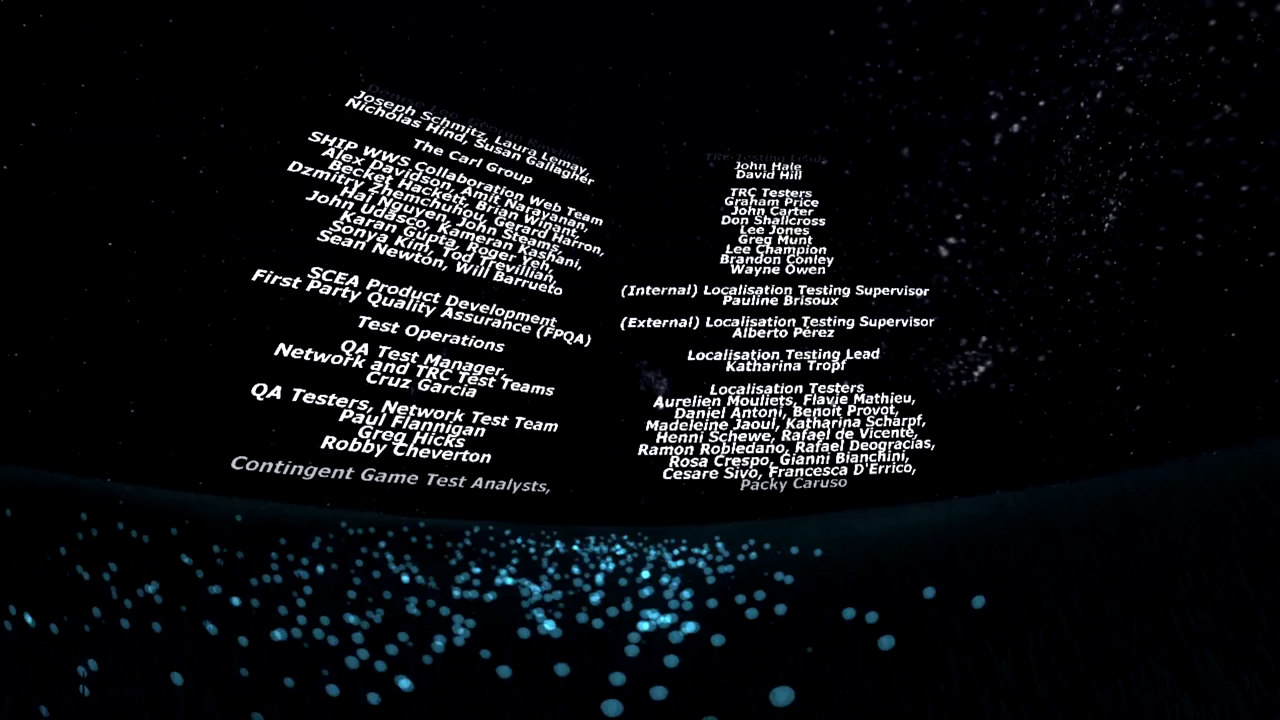 Joseph Schmitz, Laura Lemay,
Nicholas Hind, Susan Gallagher
The Carl Group
SHIP WWS Collaboration Web Team
Alex Davidson, Amit Narayanan,
Becket Hackett, Brian Winant,
Dzmitry Zhemchuhou, Gerard Harron,
Hai Nguyen, John Steams,
John Udasco, Kameran Kashani,
Karan Gupta, Roger Yeh,
Sonya Kim, Tod Trevillian,
Sean Newton, Will Barrueto
SCEA Product Development
First Party Quality Assurance (FPQA)
Test Operations
QA Test Manager,
Network and TRC Test Teams
Cruz Garcia
QA Testers, Network Test Team
Paul Flannigan
Greg Hicks
Robby Cheverton
Contingent Game Test Analysts,
TRC Testing Leads
John Hale
David Hill
TRC Testers
Graham Price
John Carter
Don Shallcross
Lee Jones
Greg Munt
Lee Champion
Brandon Conley
Wayne Owen
(Internal) Localisation Testing Supervisor
Pauline Brisoux
(External) Localisation Testing Supervisor
Alberto Pérez
Localisation Testing Lead
Katharina Tropf
Localisation Testers
Aurelien Mouliets, Flavie Mathieu,
Daniel Antoni, Benoît Provot,
Madeleine Jaoul, Katharina Scharpf,
Henni Schewe, Rafael de Vicente,
Ramon Robledano, Rafael Deogracias,
Rosa Crespo, Gianni Bianchini,
Cesare Sivo, Francesca D'Errico,
Packy Caruso